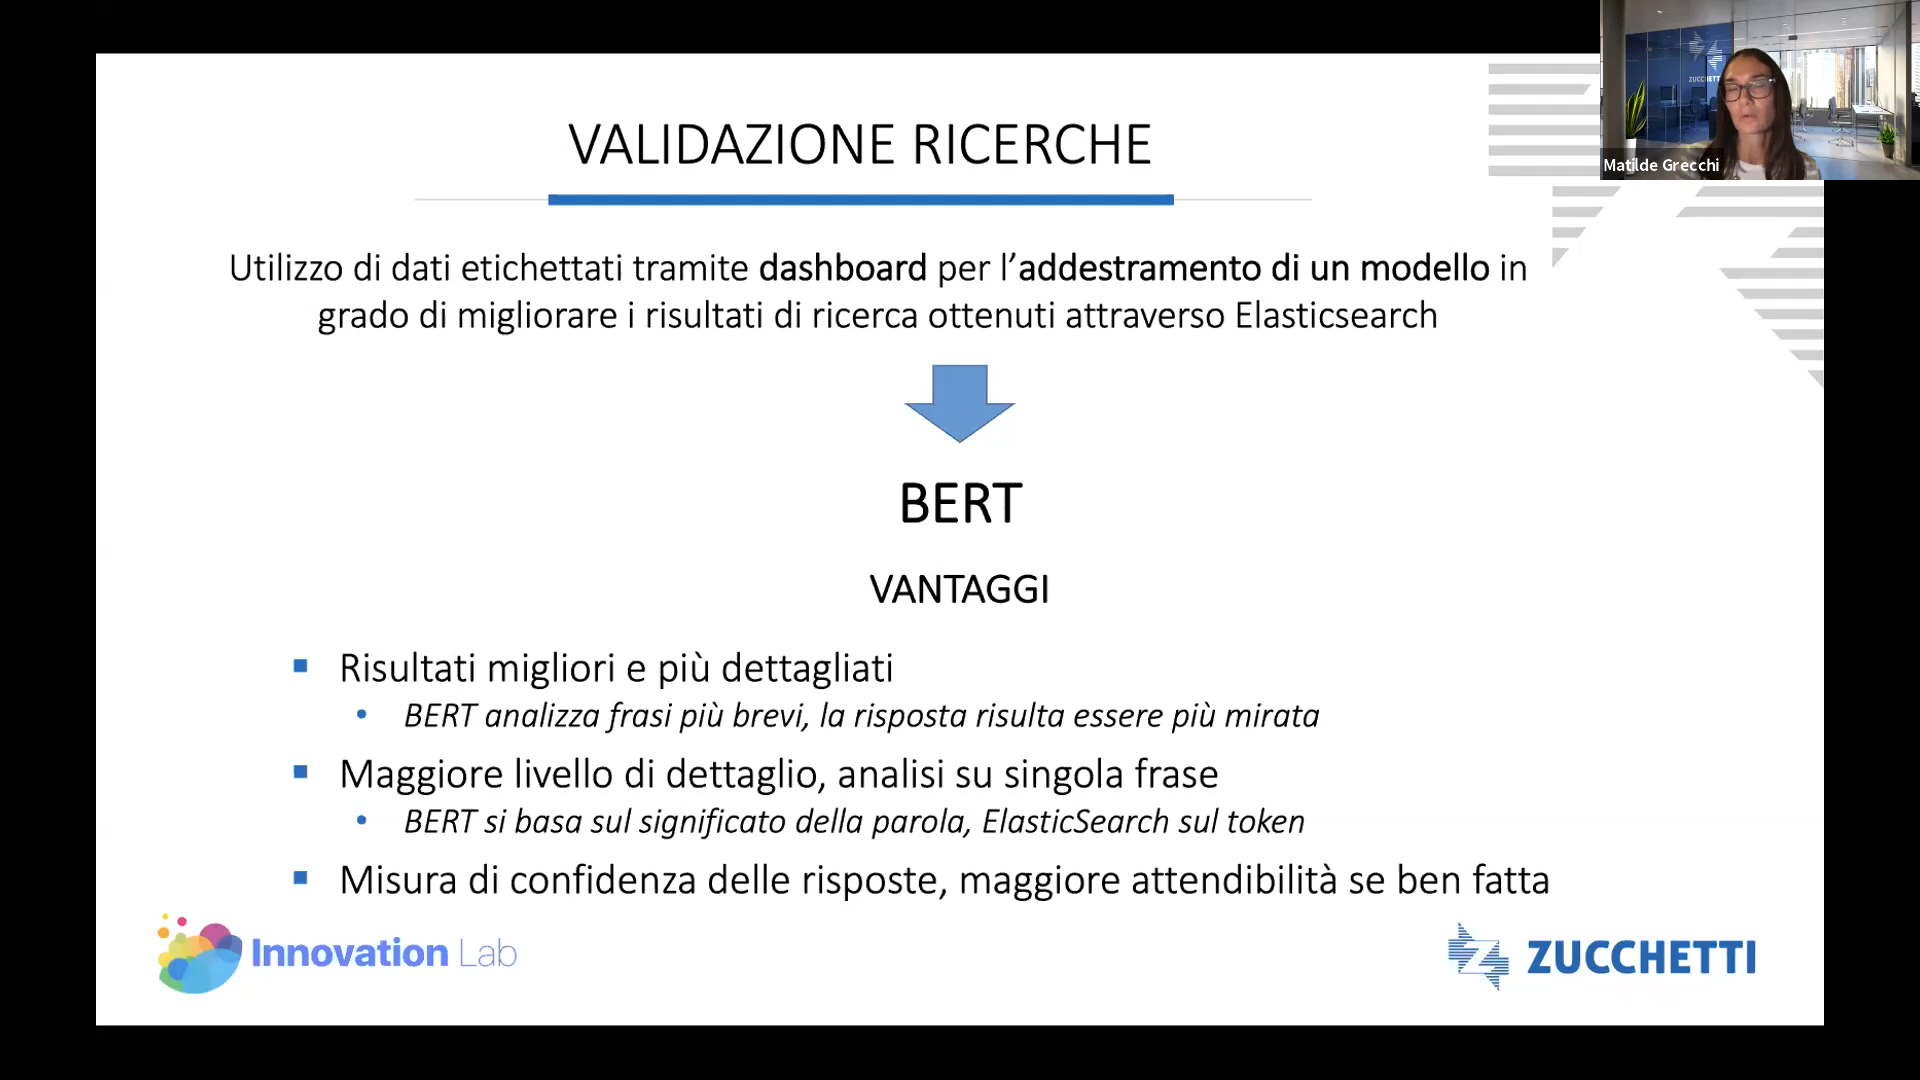 VALIDAZIONE RICERCHE
Utilizzo di dati etichettati tramite dashboard per l’addestramento di un modello in
grado di migliorare i risultati di ricerca ottenuti attraverso Elasticsearch
BERT
VANTAGGI
Risultati migliori e più dettagliati
BERT analizza frasi più brevi, la risposta risulta essere più mirata
Maggiore livello di dettaglio, analisi su singola frase
BERT si basa sul significato della parola, ElasticSearch sul token
Misura di confidenza delle risposte, maggiore attendibilità se ben fatta
Innovation Lab
ZUCCHETTI
Matilde Grecchi